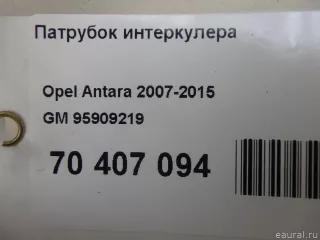 Патрубок интеркулера
Opel Antara 2007-2015
GM 95909219
70 407 094
eaural.ru